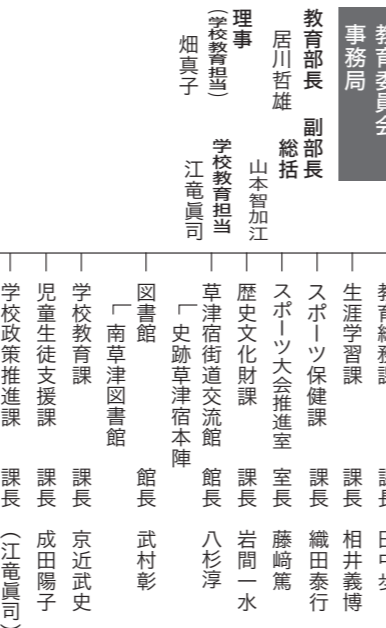 教育委員会
事務局
教育部長
居川哲雄
副部長
総括
山本智加江
理事
(学校教育担当)
畑真子
学校教育担当
江竜眞司
教育総務課 課長
生涯学習課 課長 相井義博
スポーツ保健課 課長 織田泰行
スポーツ大会推進室 室長 藤﨑篤
歴史文化財課 課長 岩間一水
草津宿街道交流館 館長 八杉淳
史跡草津宿本陣
図書館 館長 武村彰
南草津図書館
学校教育課 課長 京近武史
児童生徒支援課 課長 成田陽子
学校政策推進課 課長 (江竜眞司)